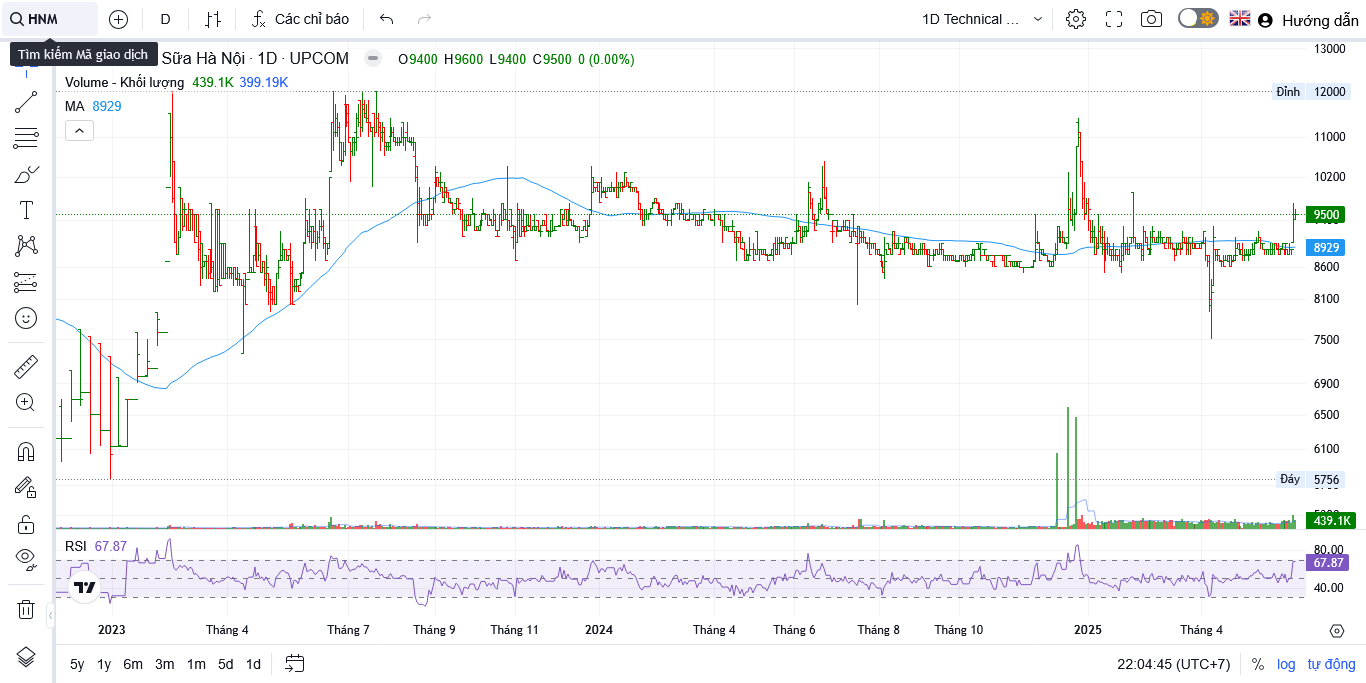 HNM
D
Các chỉ báo
1D Technical ...
Hướng dẫn
Tìm kiếm Mã giao dịch
Sữa Hà Nội · 1D · UPCOM
O9400 H9600 L9400 C9500 0 (0.00%)
Volume - Khối lượng 439.1K 399.19K
MA 8929
13000
Đỉnh 12000
11000
10200
9500
8929
8600
8100
7500
6900
6500
6100
Đáy 5756
439.1K
RSI 67.87
80.00
67.87
40.00
2023 Tháng 4 Tháng 7 Tháng 9 Tháng 11 2024 Tháng 4 Tháng 6 Tháng 8 Tháng 10 2025 Tháng 4
5y 1y 6m 3m 1m 5d 1d
22:04:45 (UTC+7) % log tự động